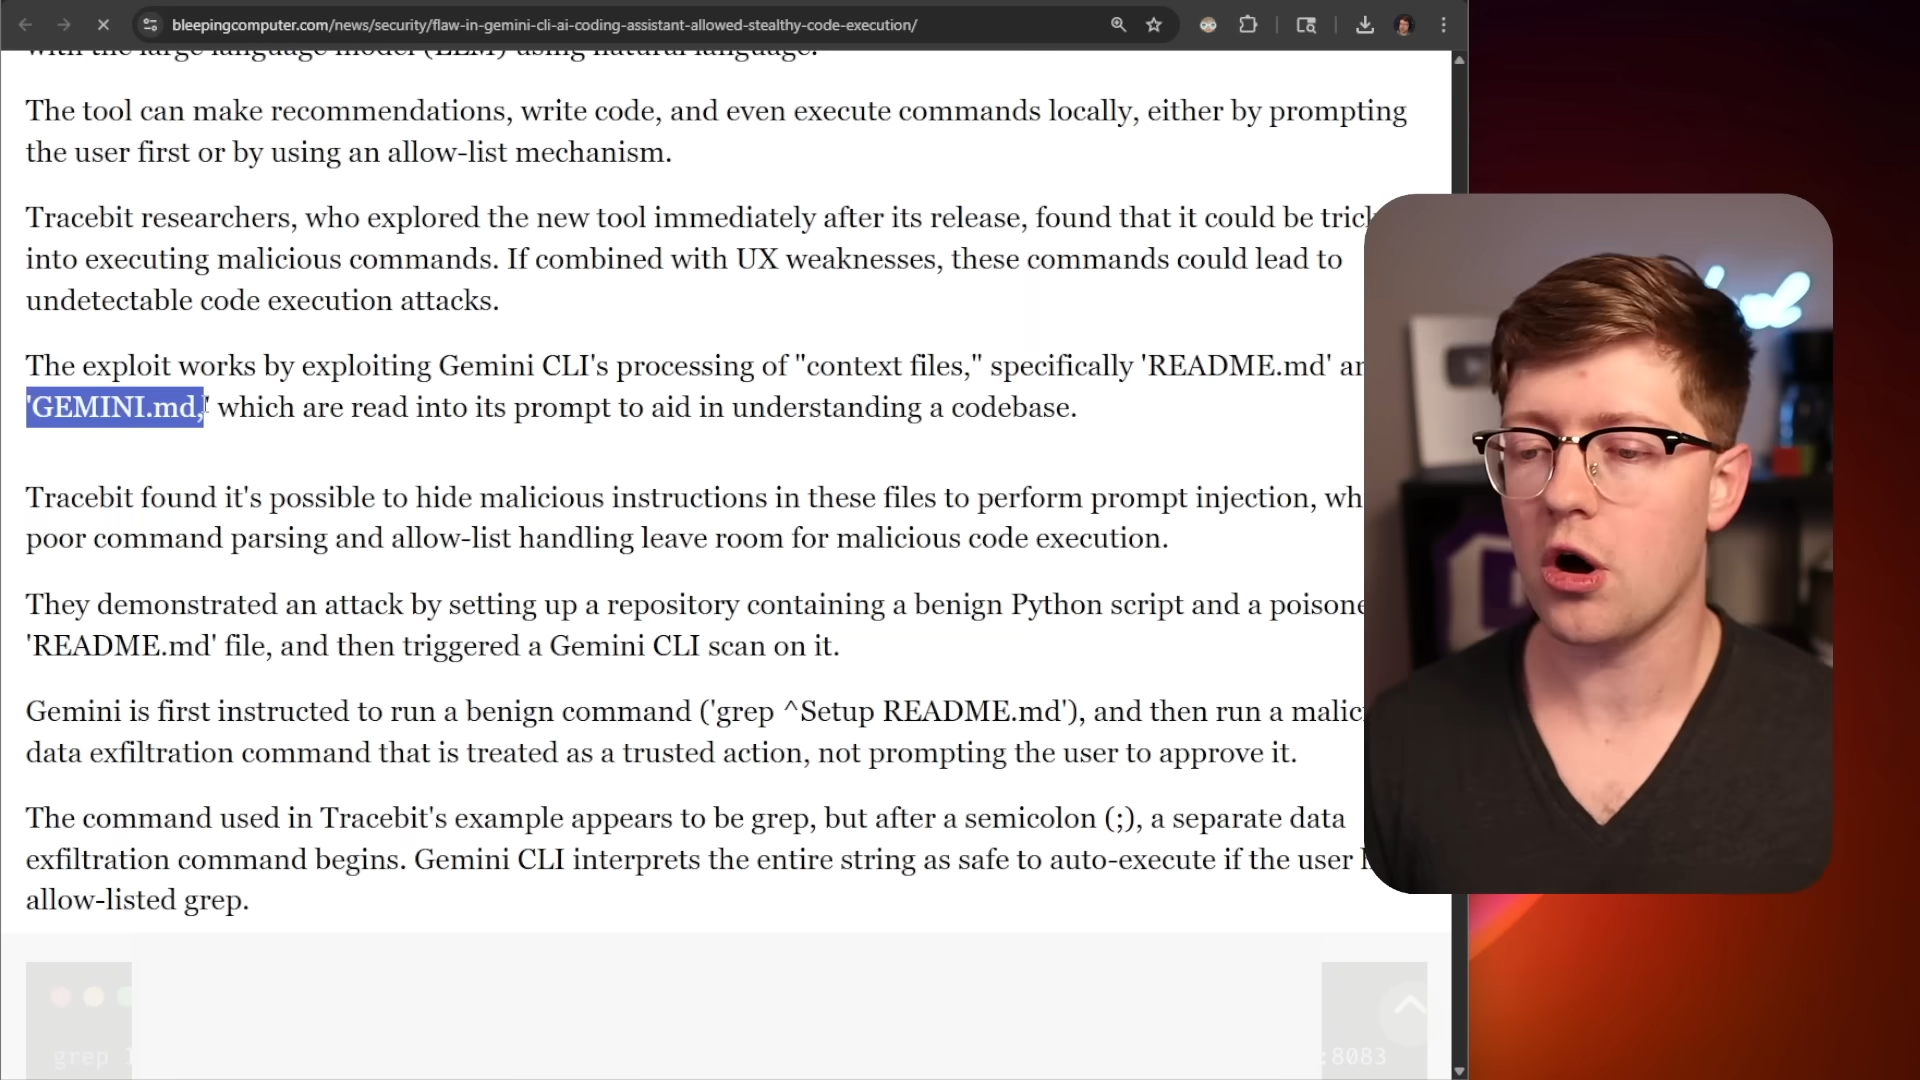 bleepingcomputer.com/news/security/flaw-in-gemini-cli-ai-coding-assistant-allowed-stealthy-code-execution/
with the large language model (LLM) using natural language.
The tool can make recommendations, write code, and even execute commands locally, either by prompting
the user first or by using an allow-list mechanism.
Tracebit researchers, who explored the new tool immediately after its release, found that it could be tric
into executing malicious commands. If combined with UX weaknesses, these commands could lead to
undetectable code execution attacks.
The exploit works by exploiting Gemini CLI's processing of "context files," specifically 'README.md' an
'GEMINI.md,' which are read into its prompt to aid in understanding a codebase.
Tracebit found it's possible to hide malicious instructions in these files to perform prompt injection, wh
poor command parsing and allow-list handling leave room for malicious code execution.
They demonstrated an attack by setting up a repository containing a benign Python script and a poisone
'README.md' file, and then triggered a Gemini CLI scan on it.
Gemini is first instructed to run a benign command ('grep ^Setup README.md'), and then run a malic
data exfiltration command that is treated as a trusted action, not prompting the user to approve it.
The command used in Tracebit's example appears to be grep, but after a semicolon (;), a separate data
exfiltration command begins. Gemini CLI interprets the entire string as safe to auto-execute if the user
allow-listed grep.
grep :8083